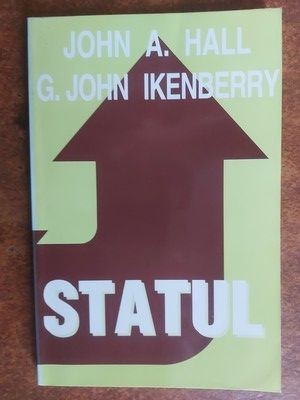 JOHN A. HALL
G. JOHN IKENBERRY
STATUL